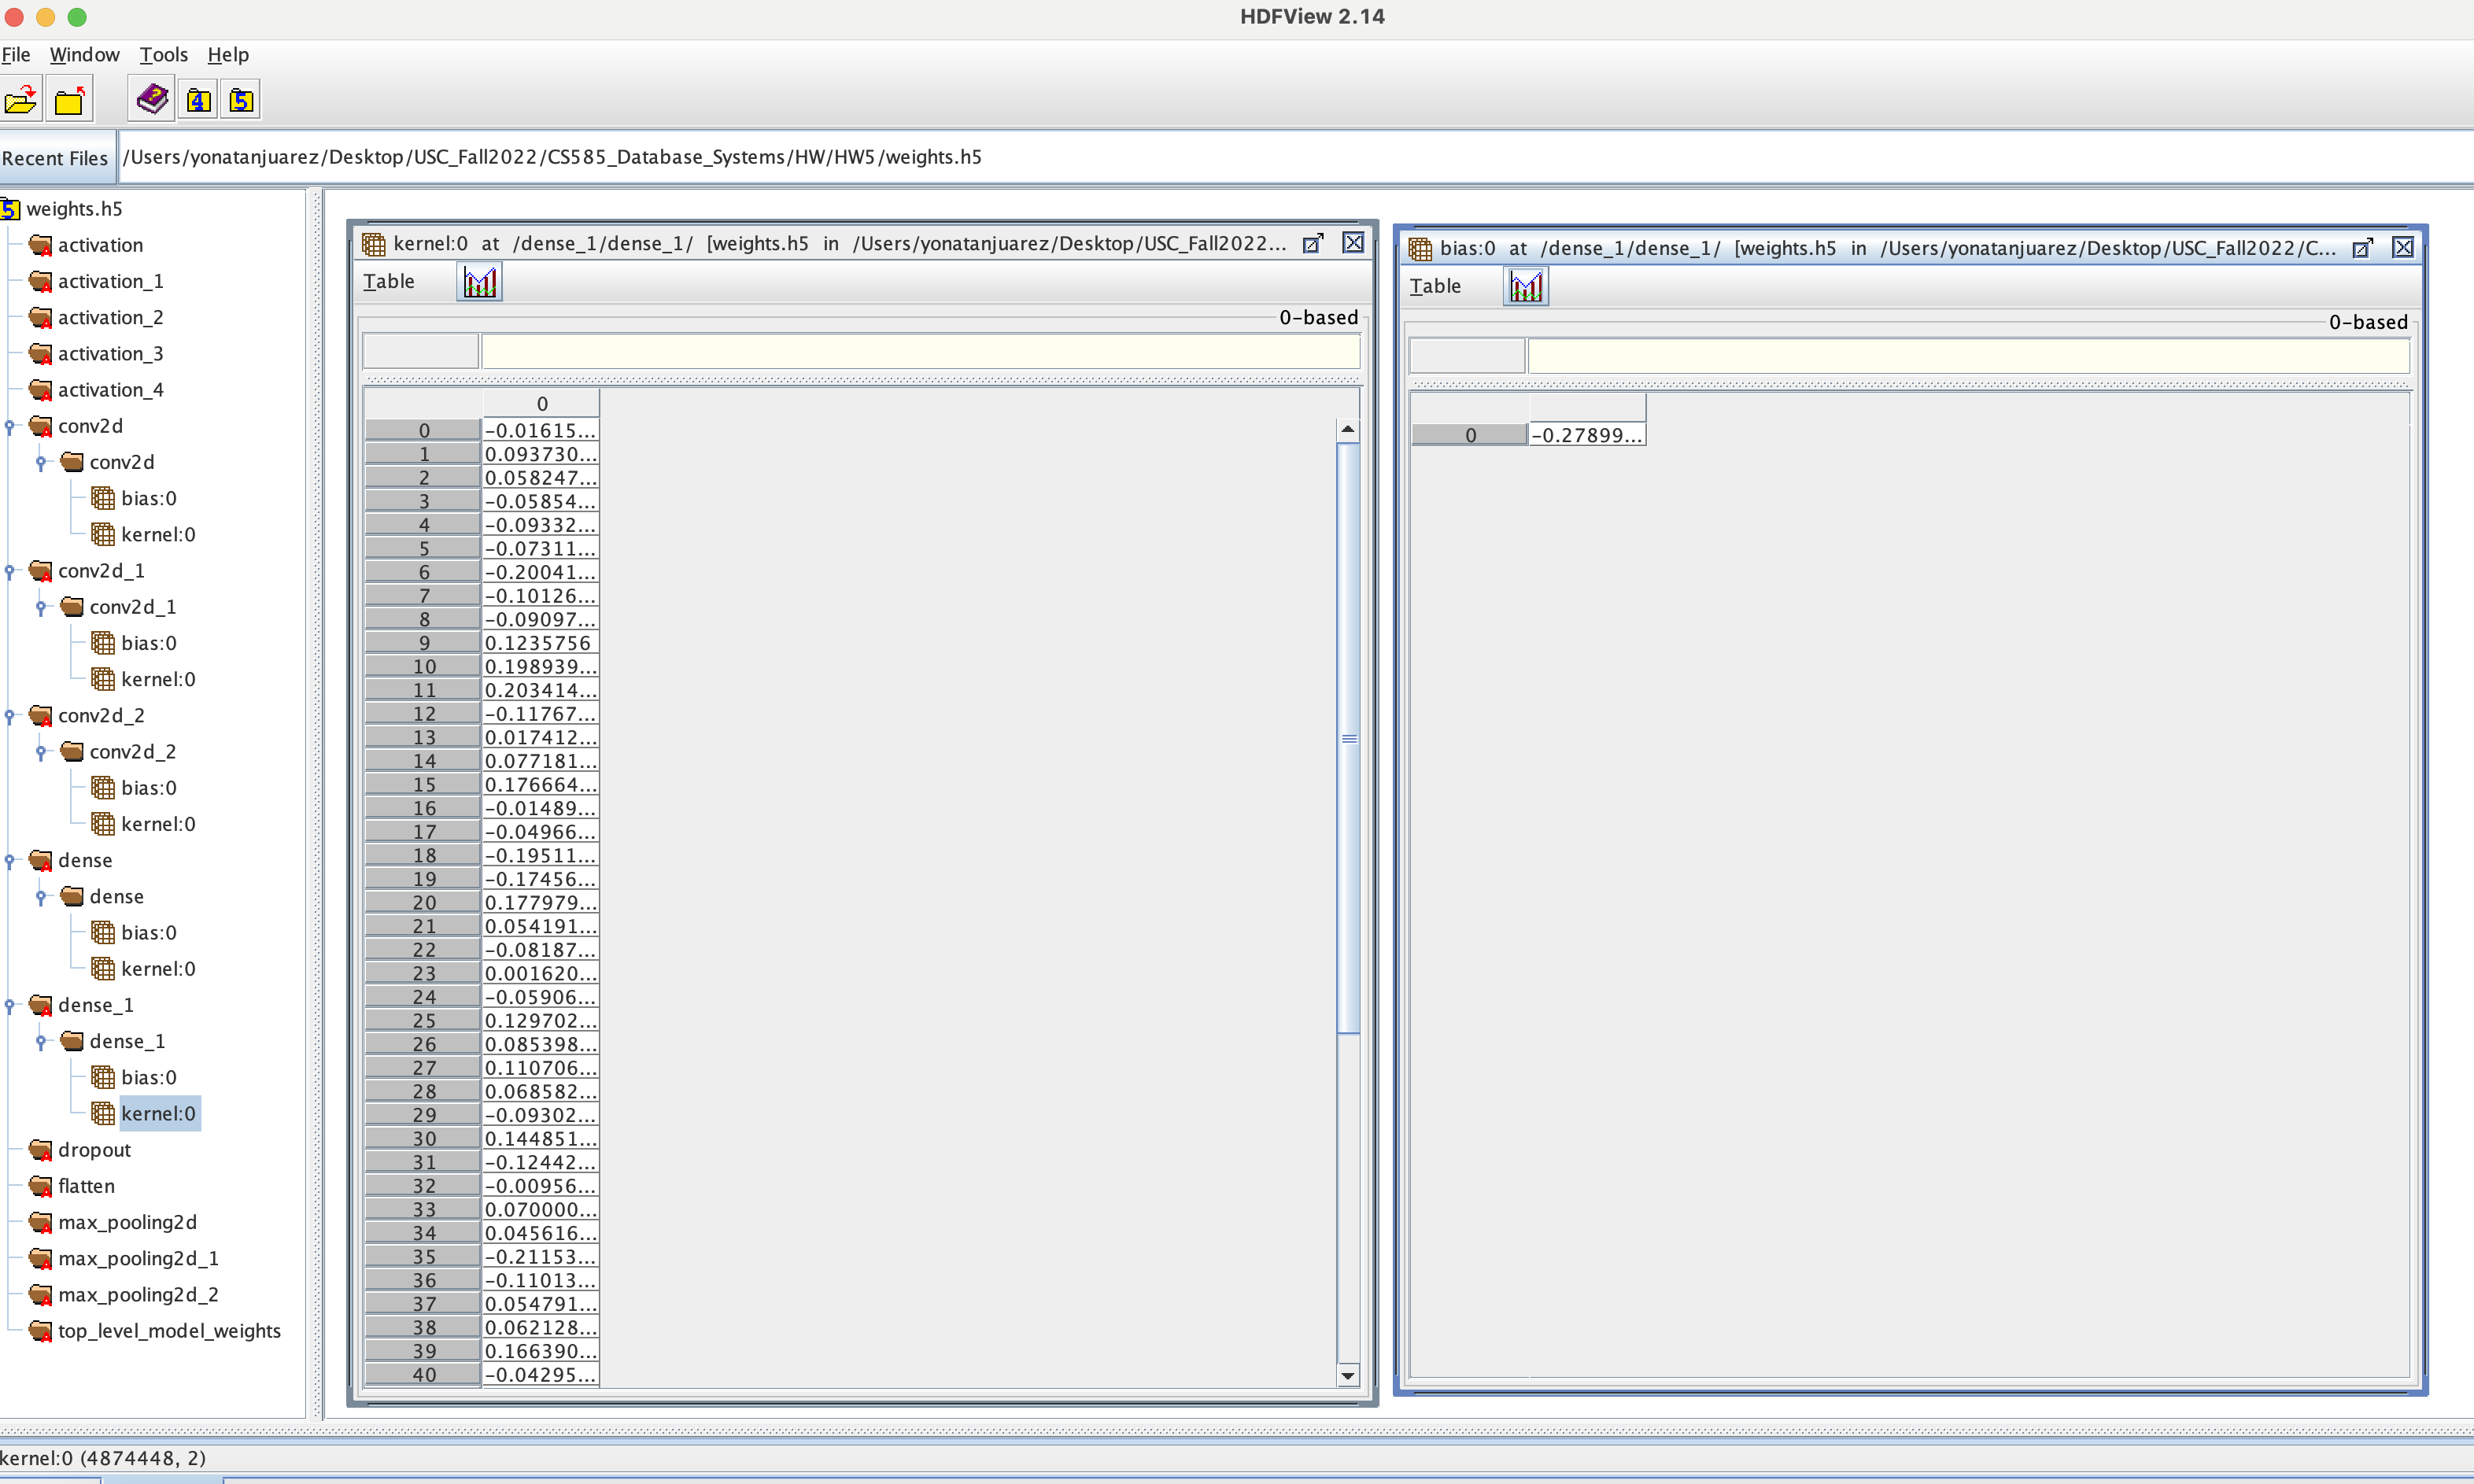 HDFView 2.14
File Window Tools Help
4 5
Recent Files /Users/yonatanjuarez/Desktop/USC_Fall2022/CS585_Database_Systems/HW/HW5/weights.h5
5 weights.h5
activation
activation_1
activation_2
activation_3
activation_4
conv2d
conv2d
bias:0
kernel:0
conv2d_1
conv2d_1
bias:0
kernel:0
conv2d_2
conv2d_2
bias:0
kernel:0
dense
dense
bias:0
kernel:0
dense_1
dense_1
bias:0
kernel:0
dropout
flatten
max_pooling2d
max_pooling2d_1
max_pooling2d_2
top_level_model_weights
kernel:0 at /dense_1/dense_1/ [weights.h5 in /Users/yonatanjuarez/Desktop/USC_Fall2022...
Table
0-based
0
0 -0.01615...
1 0.093730...
2 0.058247...
3 -0.05854...
4 -0.09332...
5 -0.07311...
6 -0.20041...
7 -0.10126...
8 -0.09097...
9 0.1235756
10 0.198939...
11 0.203414...
12 -0.11767...
13 0.017412...
14 0.077181...
15 0.176664...
16 -0.01489...
17 -0.04966...
18 -0.19511...
19 -0.17456...
20 0.177979...
21 0.054191...
22 -0.08187...
23 0.001620...
24 -0.05906...
25 0.129702...
26 0.085398...
27 0.110706...
28 0.068582...
29 -0.09302...
30 0.144851...
31 -0.12442...
32 -0.00956...
33 0.070000...
34 0.045616...
35 -0.21153...
36 -0.11013...
37 0.054791...
38 0.062128...
39 0.166390...
40 -0.04295...
bias:0 at /dense_1/dense_1/ [weights.h5 in /Users/yonatanjuarez/Desktop/USC_Fall2022/C...
Table
0-based
0 -0.27899...
kernel:0 (4874448, 2)